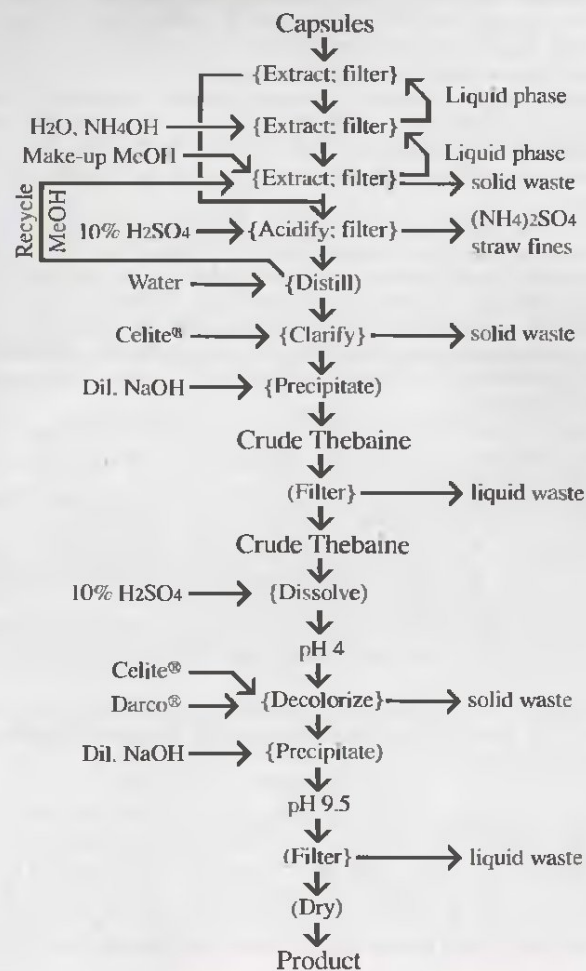 Capsules
{Extract; filter}
Liquid phase
H2O, NH4OH {Extract; filter}
Make-up MeOH Liquid phase
{Extract; filter} solid waste
Recycle
MeOH
10% H2SO4 {Acidify; filter} (NH4)2SO4
straw fines
Water {Distill)
Celite® {Clarify} solid waste
Dil. NaOH {Precipitate)
Crude Thebaine
(Filter} liquid waste
Crude Thebaine
10% H2SO4 {Dissolve)
pH 4
Celite®
Darco® {Decolorize} solid waste
Dil. NaOH {Precipitate)
pH 9.5
(Filter} liquid waste
(Dry)
Product